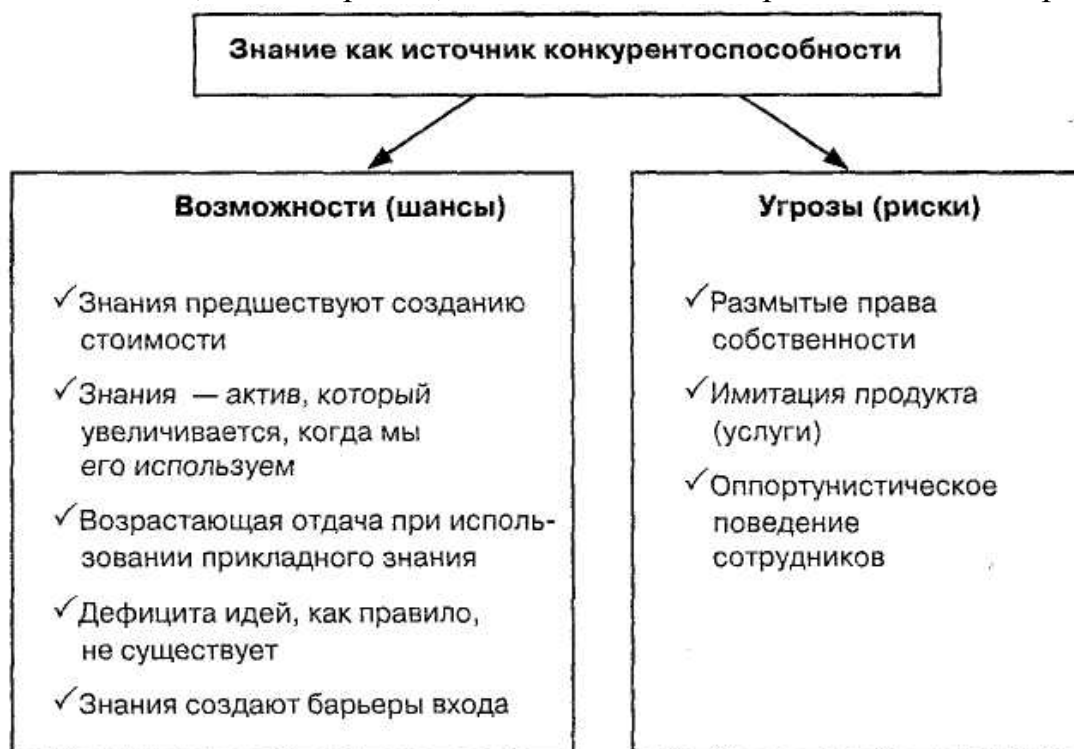 Знание как источник конкурентоспособности
Возможности (шансы)
✓Знания предшествуют созданию
стоимости
✓Знания — актив, который
увеличивается, когда мы
его используем
✓Возрастающая отдача при исполь-
зовании прикладного знания
✓Дефицита идей, как правило,
не существует
✓Знания создают барьеры входа
Угрозы (риски)
✓Размытые права
собственности
✓Имитация продукта
(услуги)
✓Оппортунистическое
поведение
сотрудников